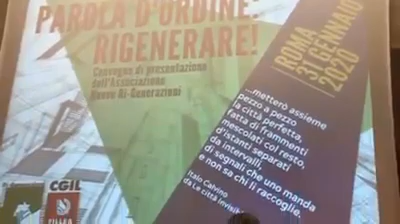 PAROLA D'ORDINE:
RIGENERARE!
Convegno di presentazione
dell'Associazione
Nuove Ri-Generazioni
ROMA
31 GENNAIO
2020
...metterò assieme
pezzo a pezzo
la città perfetta,
fatta di frammenti
mescolati col resto,
d'istanti separati
da intervalli,
di segnali che uno manda
e non sa chi li raccoglie.
Italo Calvino
da Le città invisi
CGIL
FILLEA